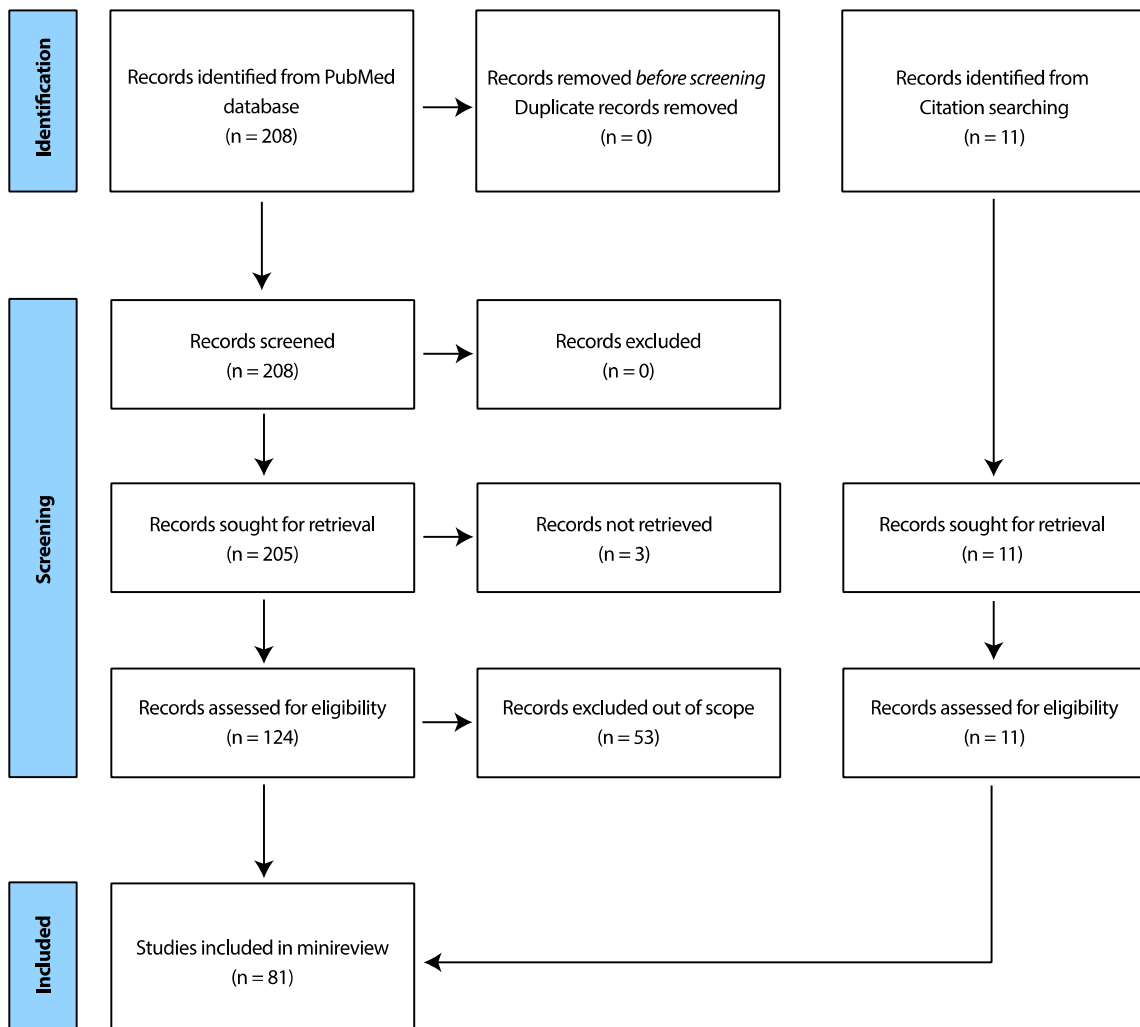 Identification
Records identified from PubMed
database
(n = 208)
Records removed before screening
Duplicate records removed
(n = 0)
Records identified from
Citation searching
(n = 11)
Screening
Records screened
(n = 208)
Records excluded
(n = 0)
Records sought for retrieval
(n = 205)
Records not retrieved
(n = 3)
Records sought for retrieval
(n = 11)
Records assessed for eligibility
(n = 124)
Records excluded out of scope
(n = 53)
Records assessed for eligibility
(n = 11)
Included
Studies included in minireview
(n = 81)